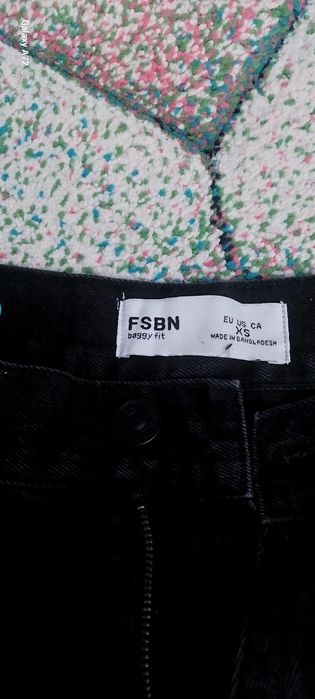 Galaxy A72
FSBN
baggy fit
EU US CA
XS
MADE IN BANGLADESH